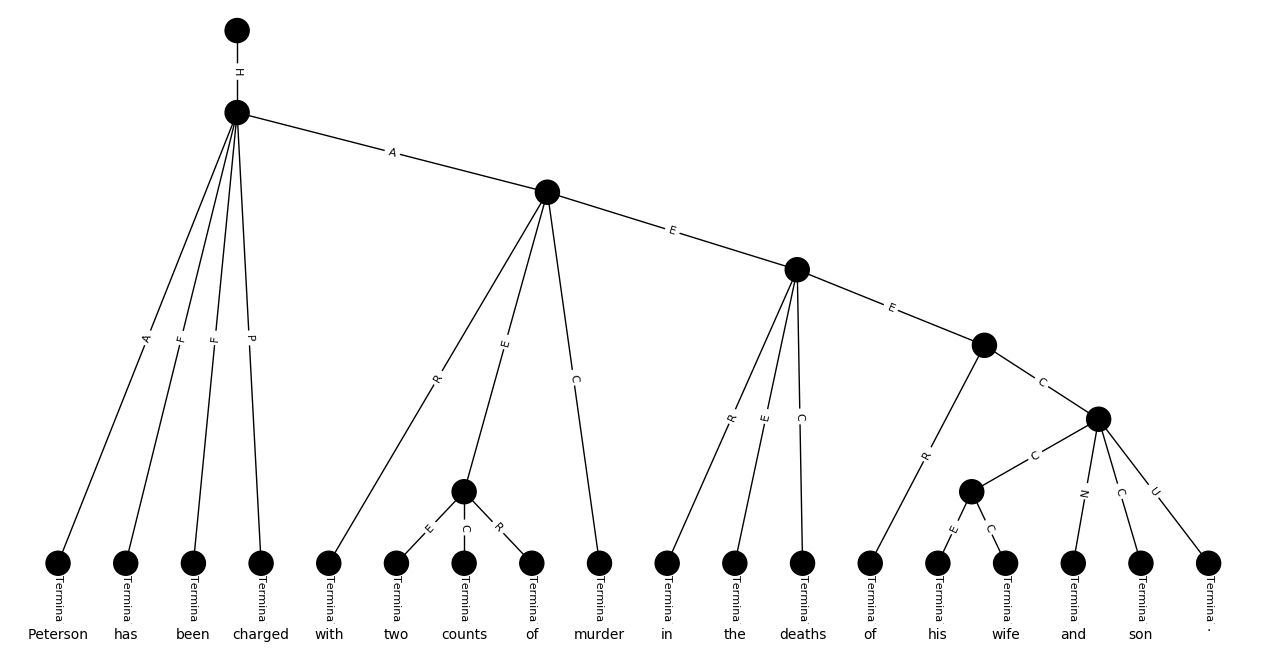 H
A
E
E
A
F
F
P
R
E
C
R
E
C
R
C
C
N
C
U
E
C
R
E
C
Termina Termina Termina Termina Termina Termina Termina Termina Termina Termina Termina Termina Termina Termina Termina Termina Termina Termina
Peterson has been charged with two counts of murder in the deaths of his wife and son .